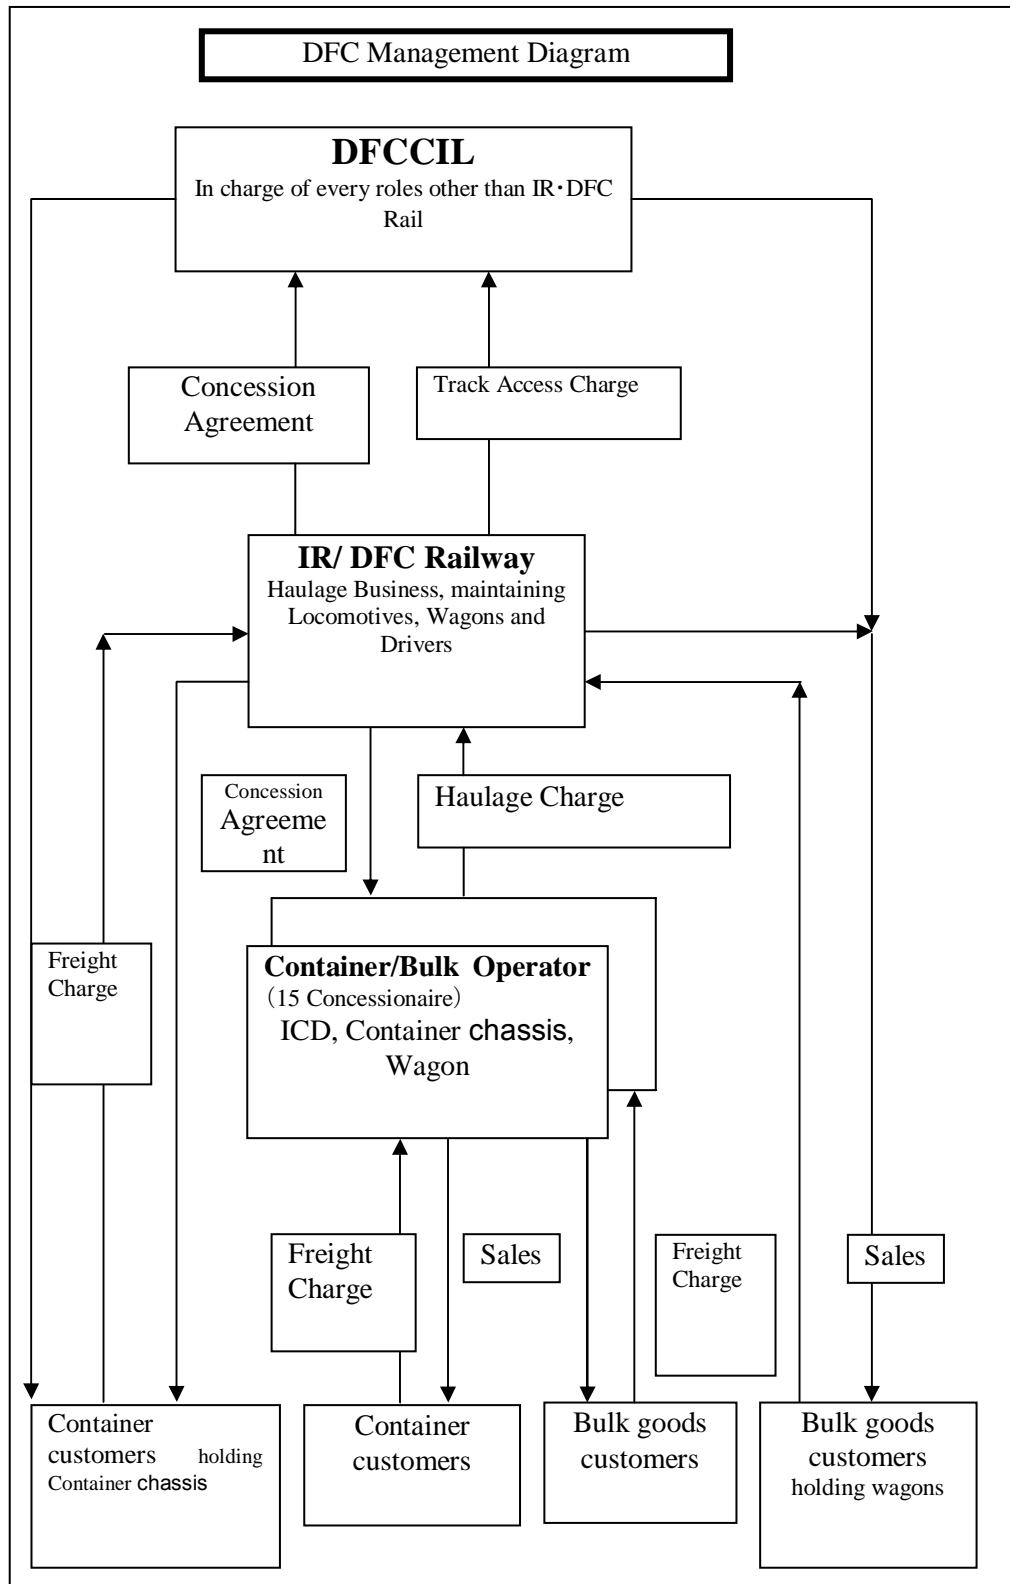 DFC Management Diagram
DFCCIL
In charge of every roles other than IR・DFC
Rail
Concession
Agreement
Track Access Charge
IR/ DFC Railway
Haulage Business, maintaining
Locomotives, Wagons and
Drivers
Concession
Agreeme
nt
Haulage Charge
Freight
Charge
Container/Bulk Operator
(15 Concessionaire)
ICD, Container chassis,
Wagon
Freight
Charge
Sales
Freight
Charge
Sales
Container
customers holding
Container chassis
Container
customers
Bulk goods
customers
Bulk goods
customers
holding wagons